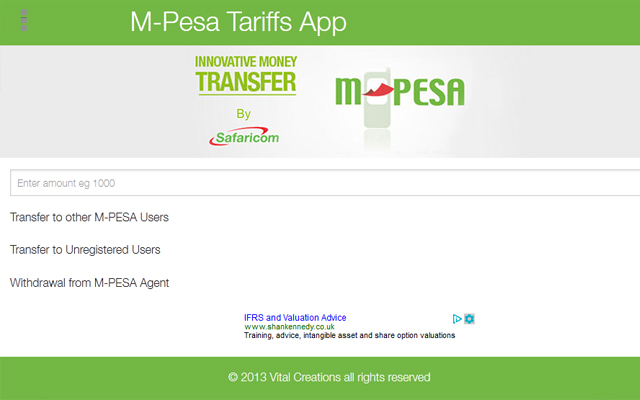 M-Pesa Tariffs App
INNOVATIVE MONEY
TRANSFER
By
Safaricom
M PESA
Enter amount eg 1000
Transfer to other M-PESA Users
Transfer to Unregistered Users
Withdrawal from M-PESA Agent
IFRS and Valuation Advice
www.shankennedy.co.uk
Training, advice, intangible asset and share option valuations
© 2013 Vital Creations all rights reserved